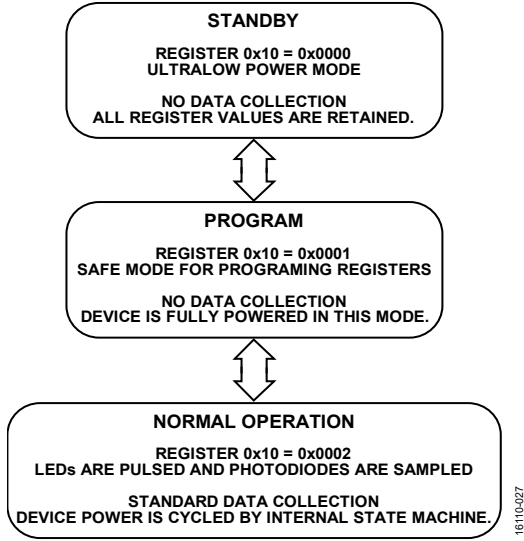 STANDBY
REGISTER 0x10 = 0x0000
ULTRALOW POWER MODE
NO DATA COLLECTION
ALL REGISTER VALUES ARE RETAINED.
PROGRAM
REGISTER 0x10 = 0x0001
SAFE MODE FOR PROGRAMING REGISTERS
NO DATA COLLECTION
DEVICE IS FULLY POWERED IN THIS MODE.
NORMAL OPERATION
REGISTER 0x10 = 0x0002
LEDs ARE PULSED AND PHOTODIODES ARE SAMPLED
STANDARD DATA COLLECTION
DEVICE POWER IS CYCLED BY INTERNAL STATE MACHINE.
16110-027